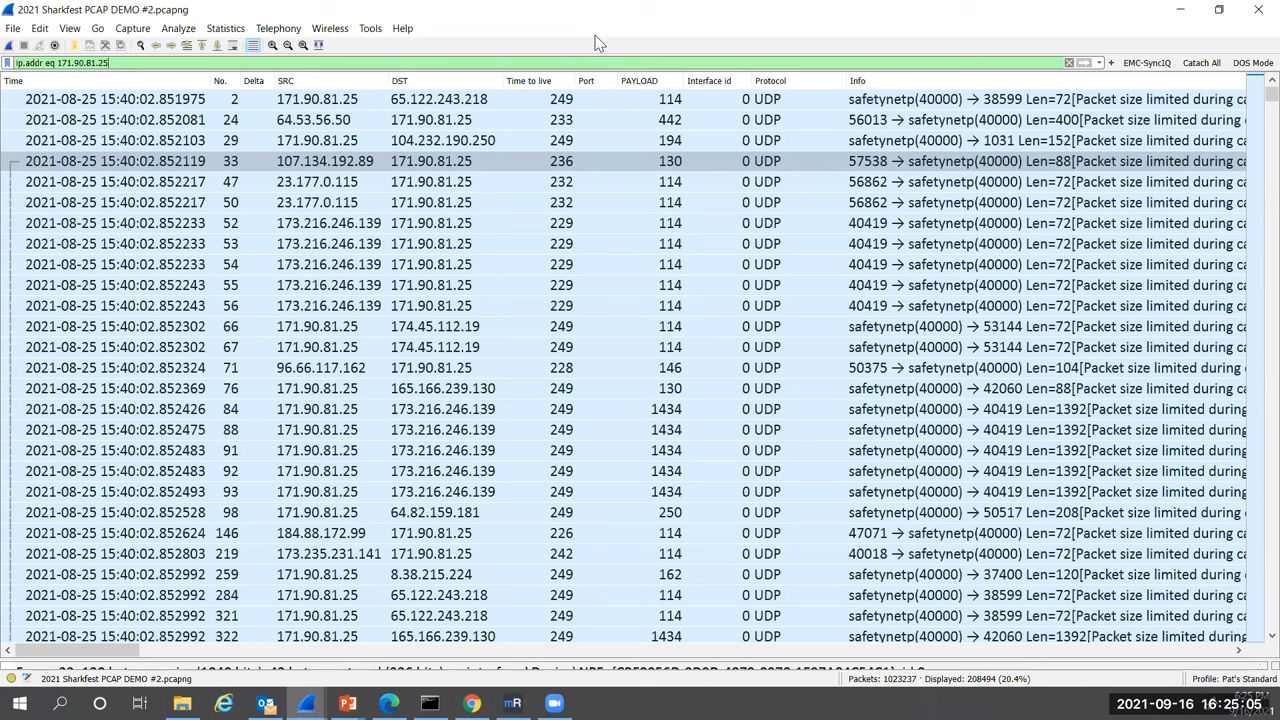 2021 Sharkfest PCAP DEMO #2.pcapng
File Edit View Go Capture Analyze Statistics Telephony Wireless Tools Help
ip.addr eq 171.90.81.25 + EMC-SyncIQ Catach All DOS Mode
Time No. Delta SRC DST Time to live Port PAYLOAD Interface id Protocol Info
2021-08-25 15:40:02.851975 2 171.90.81.25 65.122.243.218 249 114 0 UDP safetynetp(40000) → 38599 Len=72[Packet size limited during ca
2021-08-25 15:40:02.852081 24 64.53.56.50 171.90.81.25 233 442 0 UDP 56013 → safetynetp(40000) Len=400[Packet size limited during c
2021-08-25 15:40:02.852103 29 171.90.81.25 104.232.190.250 249 194 0 UDP safetynetp(40000) → 1031 Len=152[Packet size limited during ca
2021-08-25 15:40:02.852119 33 107.134.192.89 171.90.81.25 236 130 0 UDP 57538 → safetynetp(40000) Len=88[Packet size limited during ca
2021-08-25 15:40:02.852217 47 23.177.0.115 171.90.81.25 232 114 0 UDP 56862 → safetynetp(40000) Len=72[Packet size limited during ca
2021-08-25 15:40:02.852217 50 23.177.0.115 171.90.81.25 232 114 0 UDP 56862 → safetynetp(40000) Len=72[Packet size limited during ca
2021-08-25 15:40:02.852233 52 173.216.246.139 171.90.81.25 229 114 0 UDP 40419 → safetynetp(40000) Len=72[Packet size limited during ca
2021-08-25 15:40:02.852233 53 173.216.246.139 171.90.81.25 229 114 0 UDP 40419 → safetynetp(40000) Len=72[Packet size limited during ca
2021-08-25 15:40:02.852233 54 173.216.246.139 171.90.81.25 229 114 0 UDP 40419 → safetynetp(40000) Len=72[Packet size limited during ca
2021-08-25 15:40:02.852243 55 173.216.246.139 171.90.81.25 229 114 0 UDP 40419 → safetynetp(40000) Len=72[Packet size limited during ca
2021-08-25 15:40:02.852243 56 173.216.246.139 171.90.81.25 229 114 0 UDP 40419 → safetynetp(40000) Len=72[Packet size limited during ca
2021-08-25 15:40:02.852302 66 171.90.81.25 174.45.112.19 249 114 0 UDP safetynetp(40000) → 53144 Len=72[Packet size limited during ca
2021-08-25 15:40:02.852302 67 171.90.81.25 174.45.112.19 249 114 0 UDP safetynetp(40000) → 53144 Len=72[Packet size limited during ca
2021-08-25 15:40:02.852324 71 96.66.117.162 171.90.81.25 228 146 0 UDP 50375 → safetynetp(40000) Len=104[Packet size limited during c
2021-08-25 15:40:02.852369 76 171.90.81.25 165.166.239.130 249 130 0 UDP safetynetp(40000) → 42060 Len=88[Packet size limited during ca
2021-08-25 15:40:02.852426 84 171.90.81.25 173.216.246.139 249 1434 0 UDP safetynetp(40000) → 40419 Len=1392[Packet size limited during
2021-08-25 15:40:02.852475 88 171.90.81.25 173.216.246.139 249 1434 0 UDP safetynetp(40000) → 40419 Len=1392[Packet size limited during
2021-08-25 15:40:02.852483 91 171.90.81.25 173.216.246.139 249 1434 0 UDP safetynetp(40000) → 40419 Len=1392[Packet size limited during
2021-08-25 15:40:02.852483 92 171.90.81.25 173.216.246.139 249 1434 0 UDP safetynetp(40000) → 40419 Len=1392[Packet size limited during
2021-08-25 15:40:02.852493 93 171.90.81.25 173.216.246.139 249 1434 0 UDP safetynetp(40000) → 40419 Len=1392[Packet size limited during
2021-08-25 15:40:02.852528 98 171.90.81.25 64.82.159.181 249 250 0 UDP safetynetp(40000) → 50517 Len=208[Packet size limited during c
2021-08-25 15:40:02.852624 146 184.88.172.99 171.90.81.25 226 114 0 UDP 47071 → safetynetp(40000) Len=72[Packet size limited during ca
2021-08-25 15:40:02.852803 219 173.235.231.141 171.90.81.25 242 114 0 UDP 40018 → safetynetp(40000) Len=72[Packet size limited during ca
2021-08-25 15:40:02.852992 259 171.90.81.25 8.38.215.224 249 162 0 UDP safetynetp(40000) → 37400 Len=120[Packet size limited during c
2021-08-25 15:40:02.852992 284 171.90.81.25 65.122.243.218 249 114 0 UDP safetynetp(40000) → 38599 Len=72[Packet size limited during ca
2021-08-25 15:40:02.852992 321 171.90.81.25 65.122.243.218 249 114 0 UDP safetynetp(40000) → 38599 Len=72[Packet size limited during ca
2021-08-25 15:40:02.852992 322 171.90.81.25 165.166.239.130 249 1434 0 UDP safetynetp(40000) → 42060 Len=1392[Packet size limited during
2021 Sharkfest PCAP DEMO #2.pcapng Packets: 1023237 · Displayed: 208494 (20.4%) Profile: Pat's Standard
2021-09-16 16:25:05